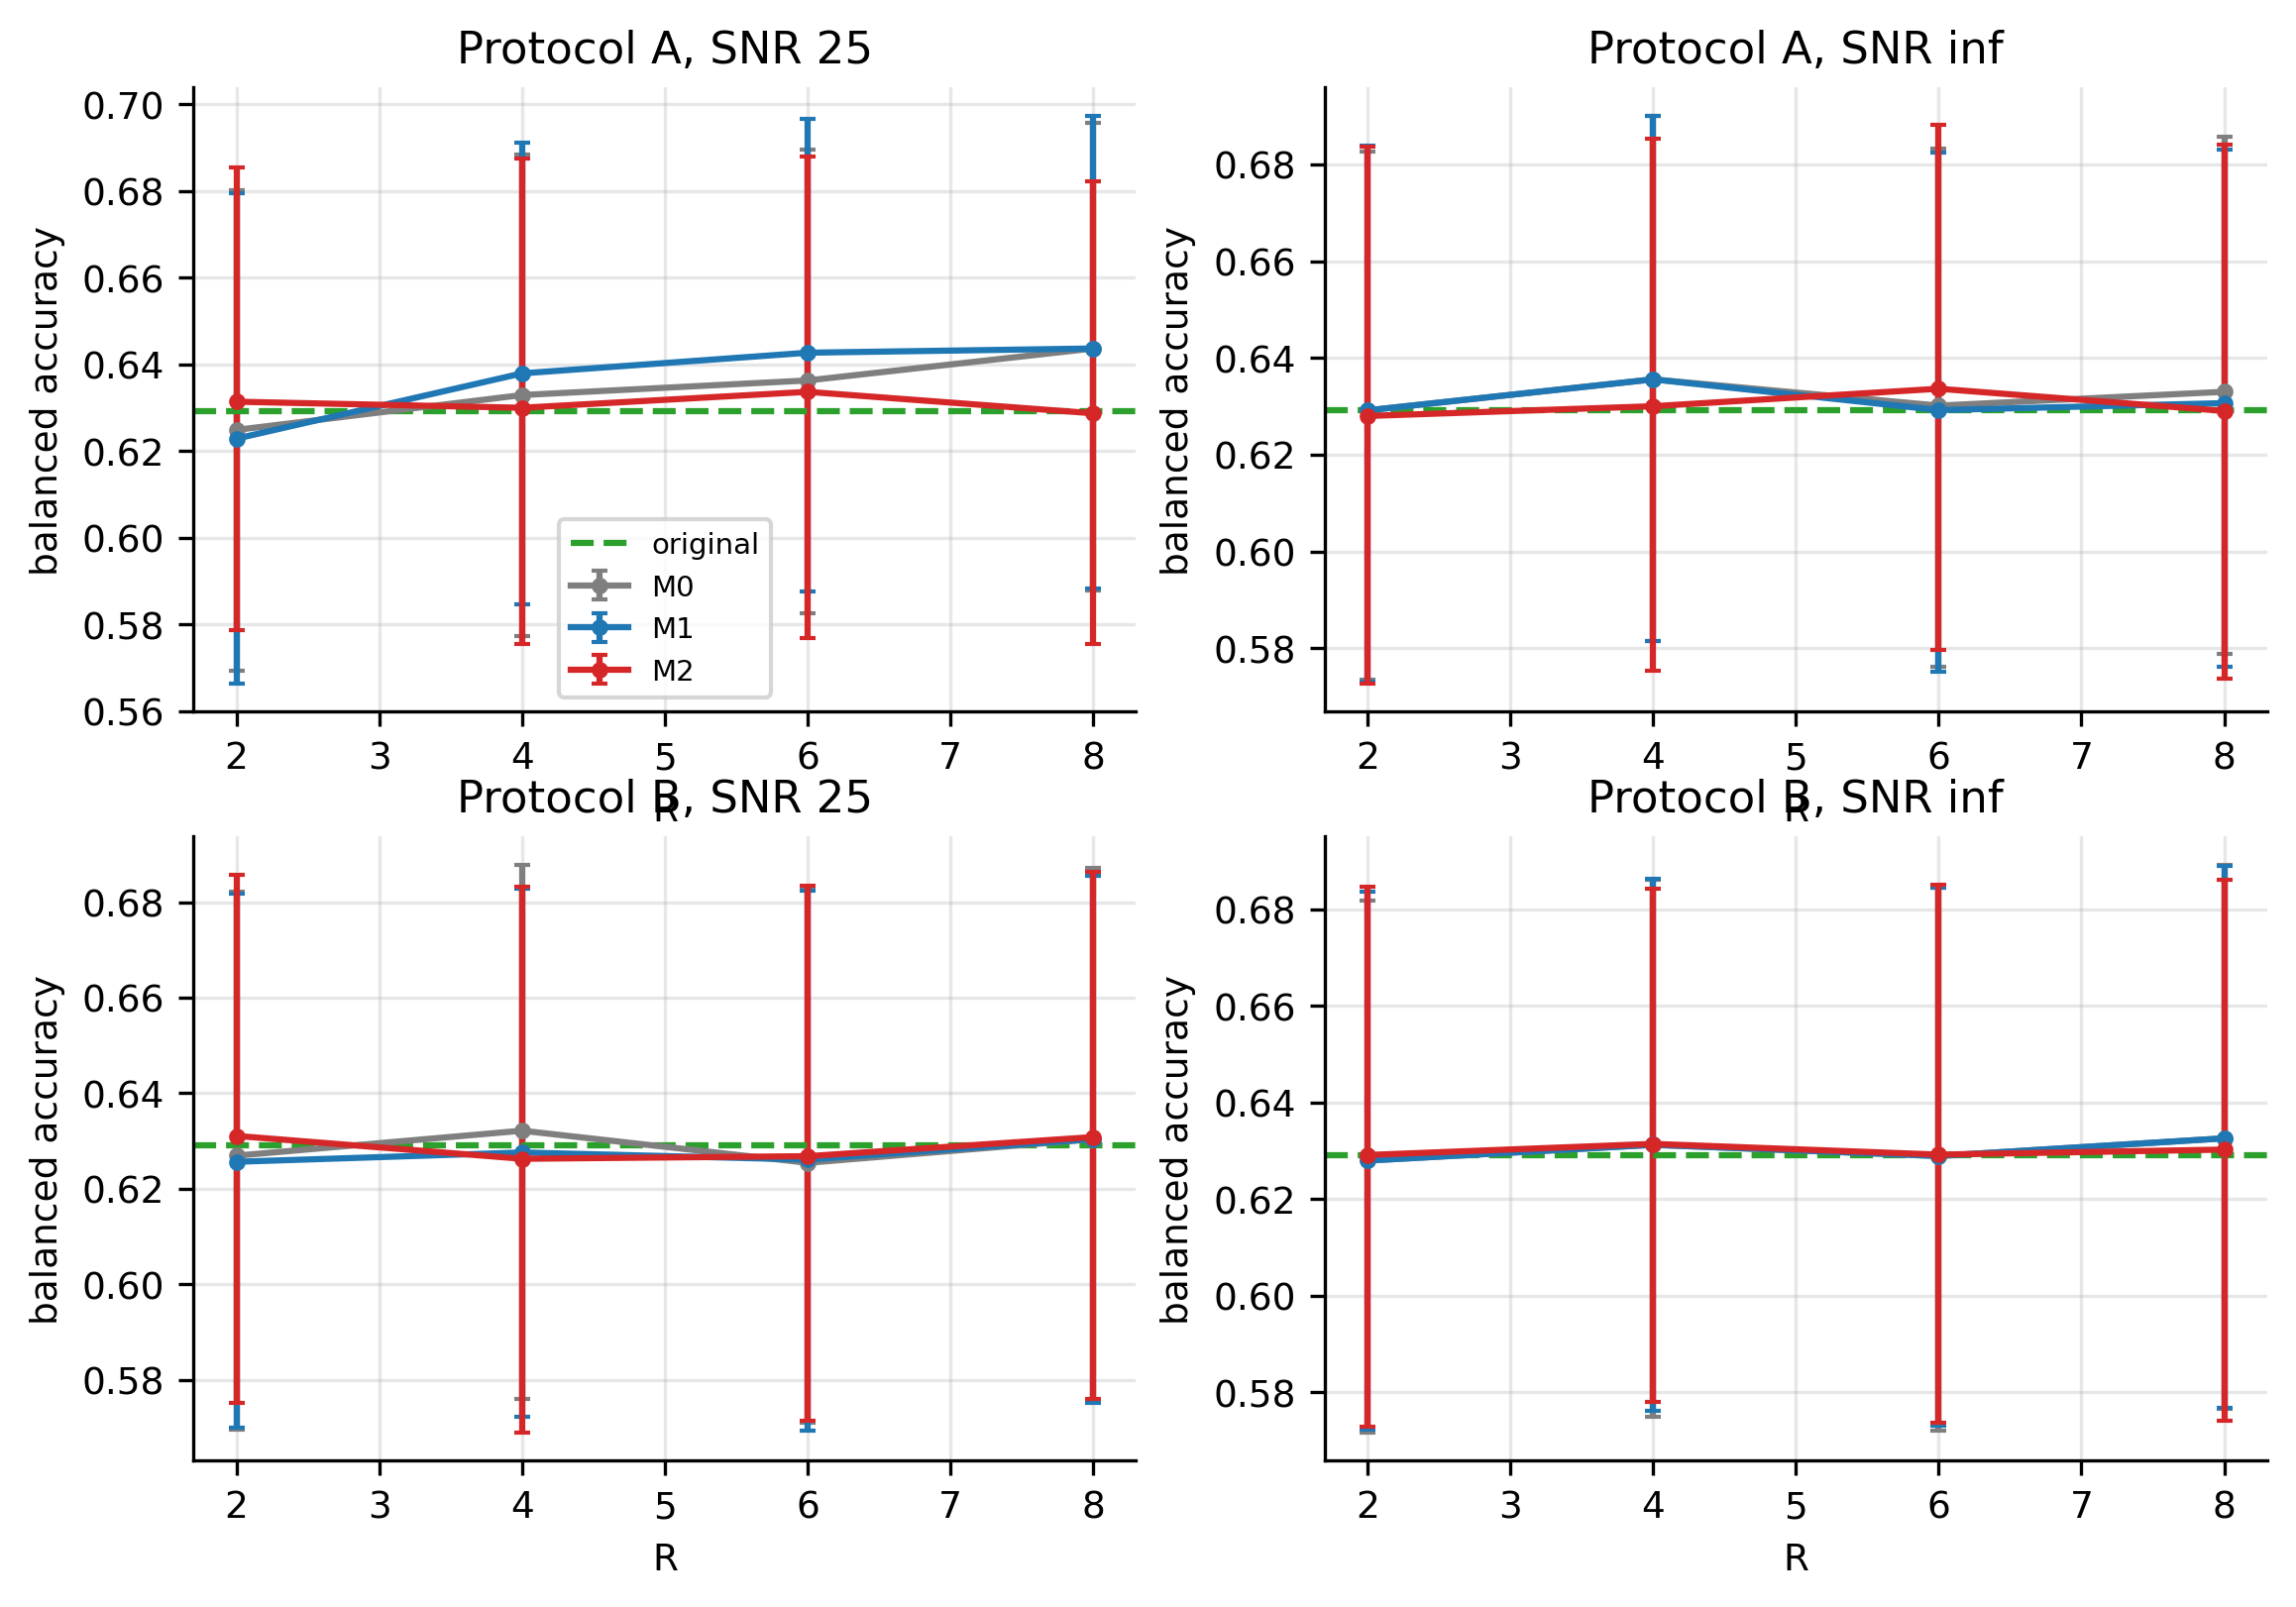 Protocol A, SNR 25
balanced accuracy
0.70
0.68
0.66
0.64
0.62
0.60
0.58
0.56
original
M0
M1
M2
2 3 4 5 6 7 8
R
Protocol A, SNR inf
balanced accuracy
0.68
0.66
0.64
0.62
0.60
0.58
2 3 4 5 6 7 8
R
Protocol B, SNR 25
balanced accuracy
0.68
0.66
0.64
0.62
0.60
0.58
2 3 4 5 6 7 8
R
Protocol B, SNR inf
balanced accuracy
0.68
0.66
0.64
0.62
0.60
0.58
2 3 4 5 6 7 8
R